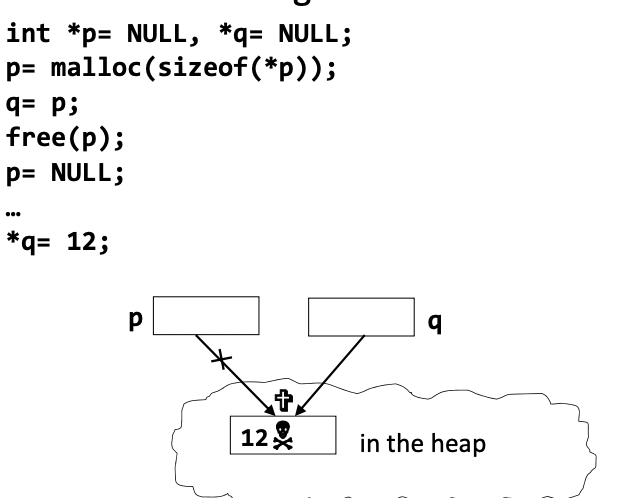 int *p= NULL, *q= NULL;
p= malloc(sizeof(*p));
q= p;
free(p);
p= NULL;
…
*q= 12;
p
q
12
in the heap